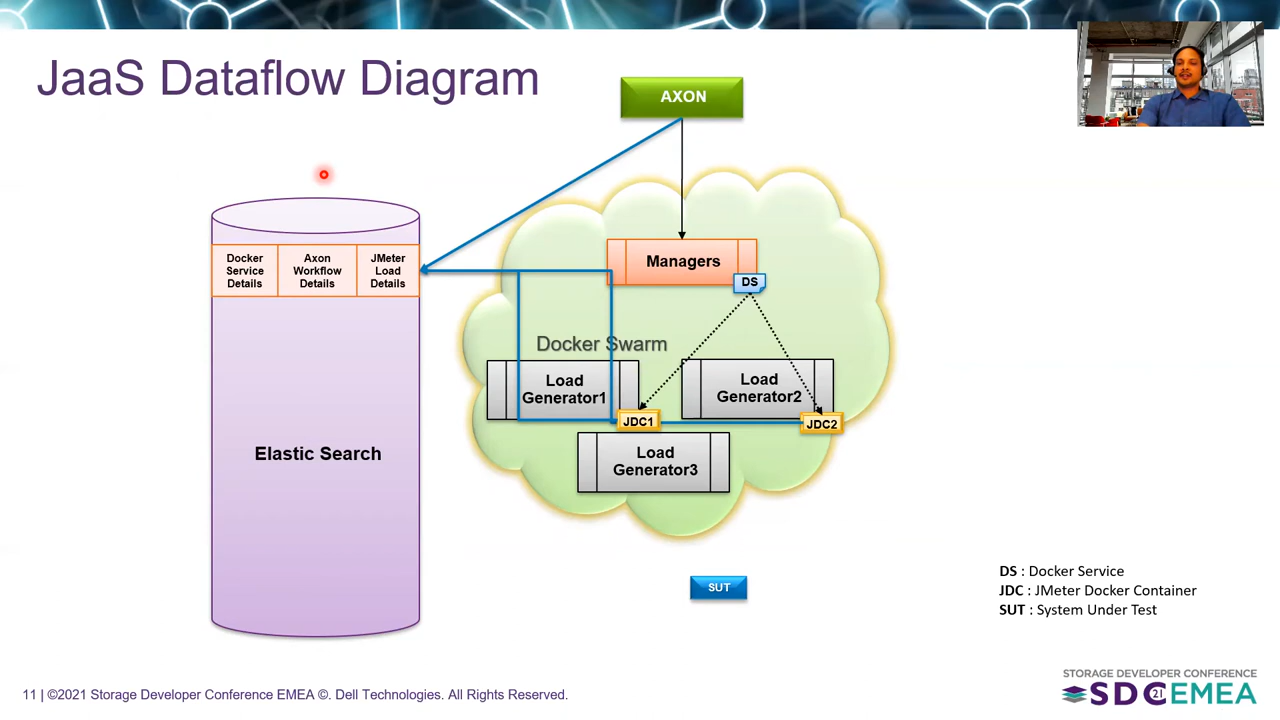 JaaS Dataflow Diagram
AXON
Docker
Service
Details
Axon
Workflow
Details
JMeter
Load
Details
Managers
DS
Docker Swarm
Load
Generator1
Load
Generator2
JDC1
JDC2
Load
Generator3
Elastic Search
SUT
DS : Docker Service
JDC : JMeter Docker Container
SUT : System Under Test
11 | ©2021 Storage Developer Conference EMEA ©. Dell Technologies. All Rights Reserved.
STORAGE DEVELOPER CONFERENCE
SDC21EMEA